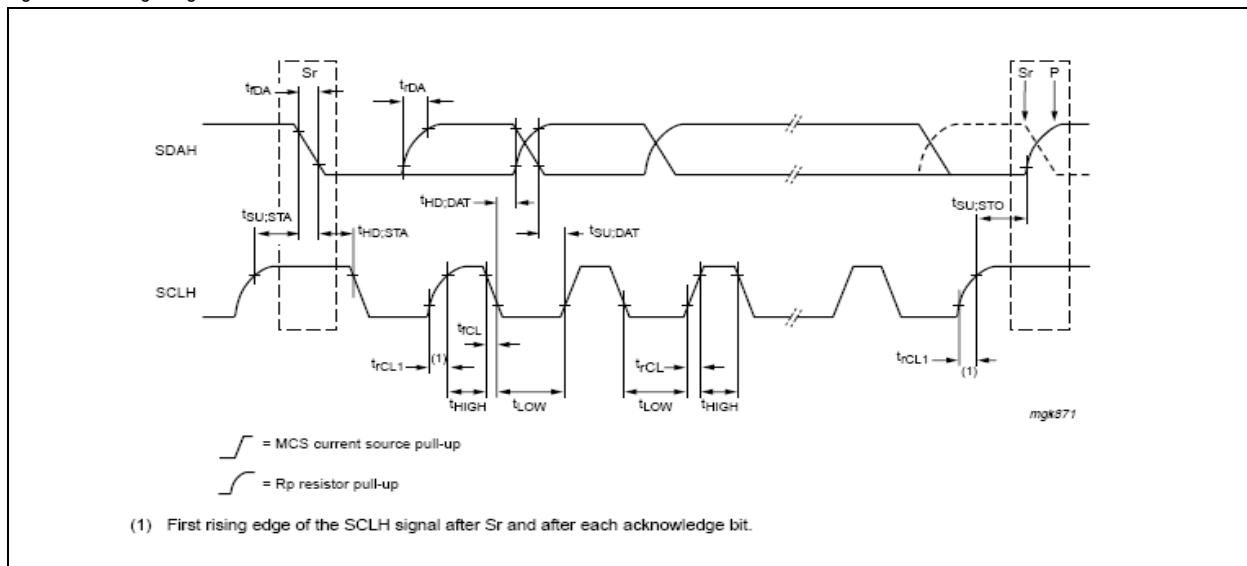 Sr
tfDA
trDA
Sr P
SDAH
tHD;DAT
tSU;STA
tHD;STA
tSU;DAT
tSU;STO
SCLH
tfCL
trCL1 (1)
trCL
trCL1 (1)
tHIGH
tLOW
tLOW
tHIGH
mgk871
= MCS current source pull-up
= Rp resistor pull-up
(1) First rising edge of the SCLH signal after Sr and after each acknowledge bit.